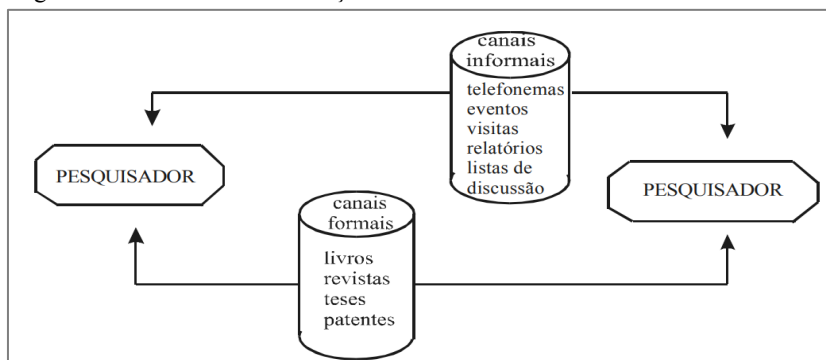 canais
informais
telefonemas
eventos
visitas
relatórios
listas de
discussão
PESQUISADOR
PESQUISADOR
canais
formais
livros
revistas
teses
patentes